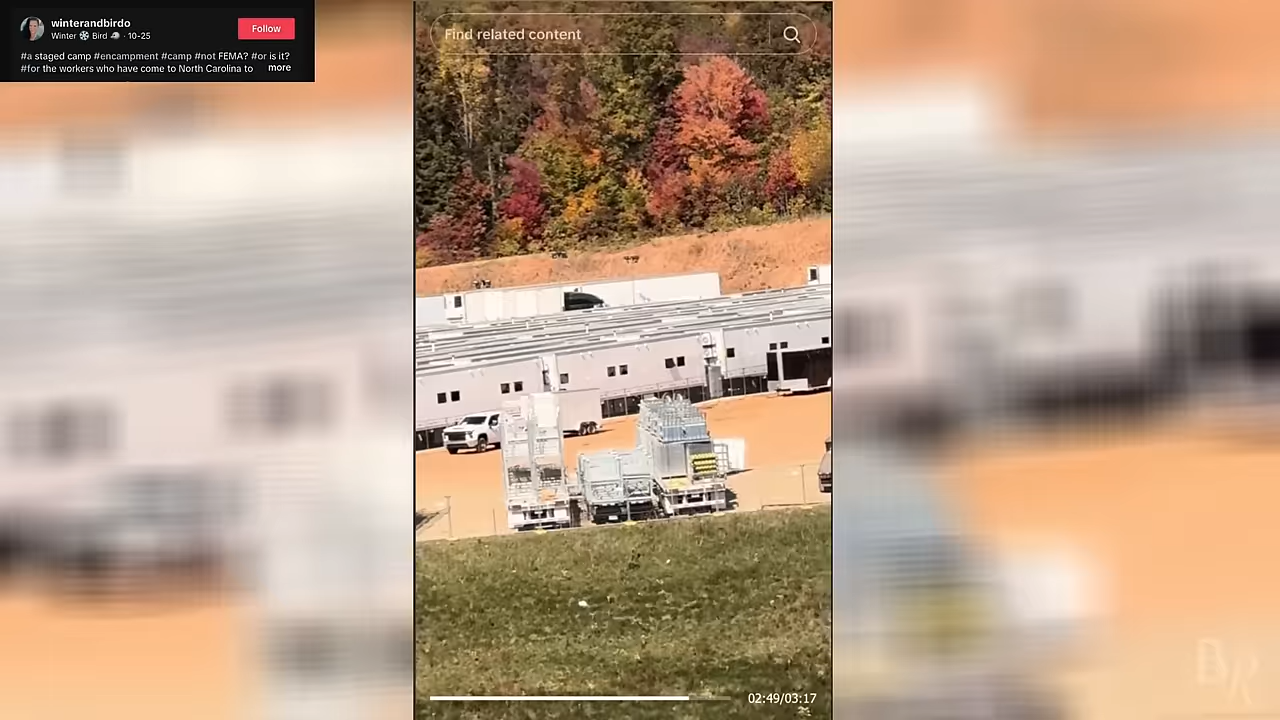 winterandbirdo
Winter ❄️ Bird 🐢 · 10-25
Follow
#a staged camp #encampment #camp #not FEMA? #or is it?
#for the workers who have come to North Carolina to more
Find related content
02:49/03:17
BR